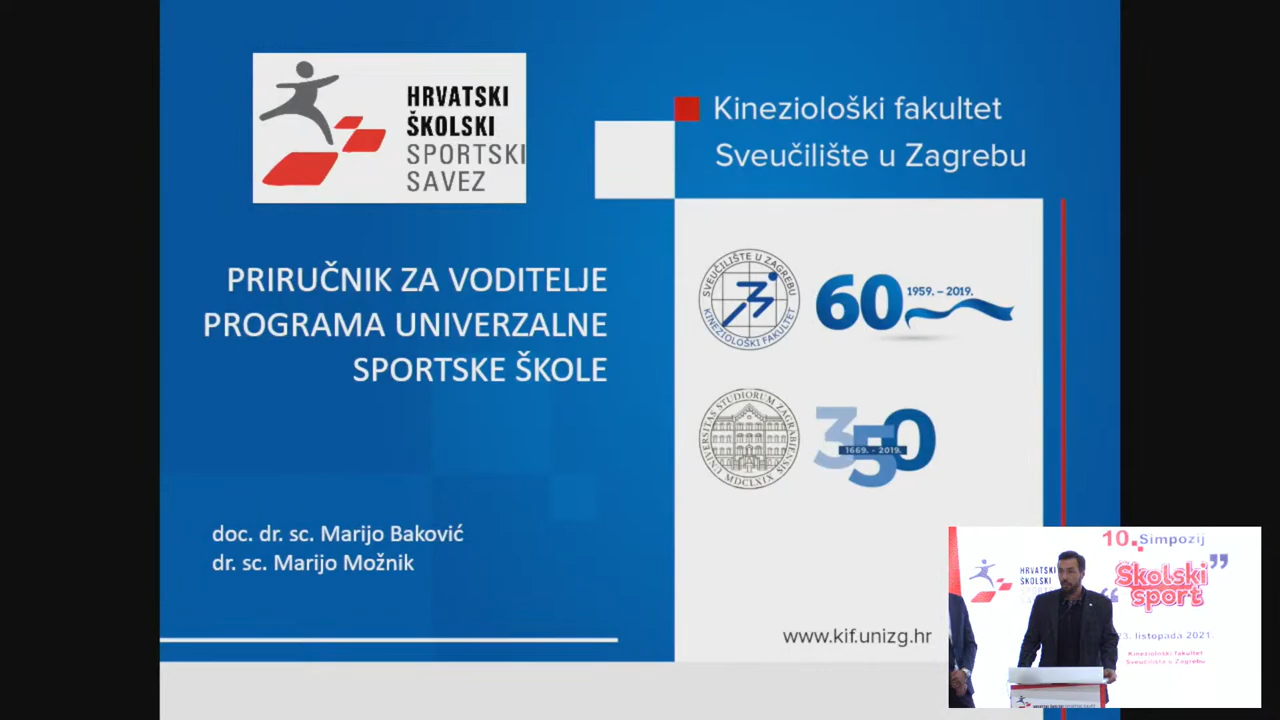 HRVATSKI
ŠKOLSKI
SPORTSKI
SAVEZ
Kineziološki fakultet
Sveučilište u Zagrebu
PRIRUČNIK ZA VODITELJE
PROGRAMA UNIVERZALNE
SPORTSKE ŠKOLE
SVEUČILIŠTE U ZAGREBU
KINEZIOLOŠKI FAKULTET
60 1959. – 2019.
UNIVERSITAS STUDIORUM ZAGRABIENSIS
MDCLXIX
350
1669. - 2019.
doc. dr. sc. Marijo Baković
dr. sc. Marijo Možnik
www.kif.unizg.hr
10. Simpozij
HRVATSKI
ŠKOLSKI
„Školski
sport”
23. listopada 2021.
Kineziološki fakultet
Sveučilište u Zagrebu